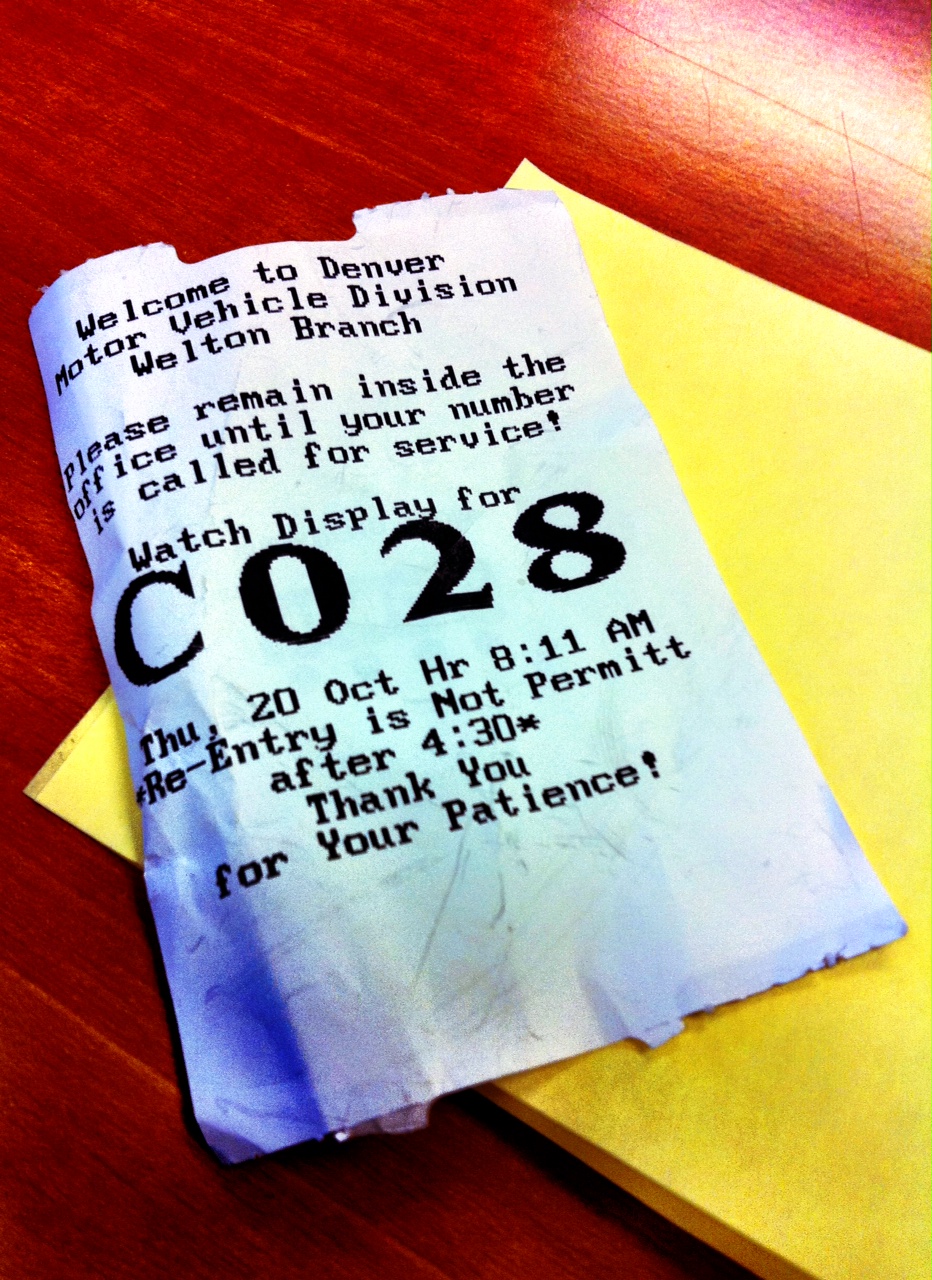 Welcome to Denver
Motor Vehicle Division
Welton Branch
Please remain inside the
office until your number
is called for service!
Watch Display for
C028
Thu, 20 Oct Hr 8:11 AM
*Re-Entry is Not Permitt
after 4:30*
Thank You
for Your Patience!